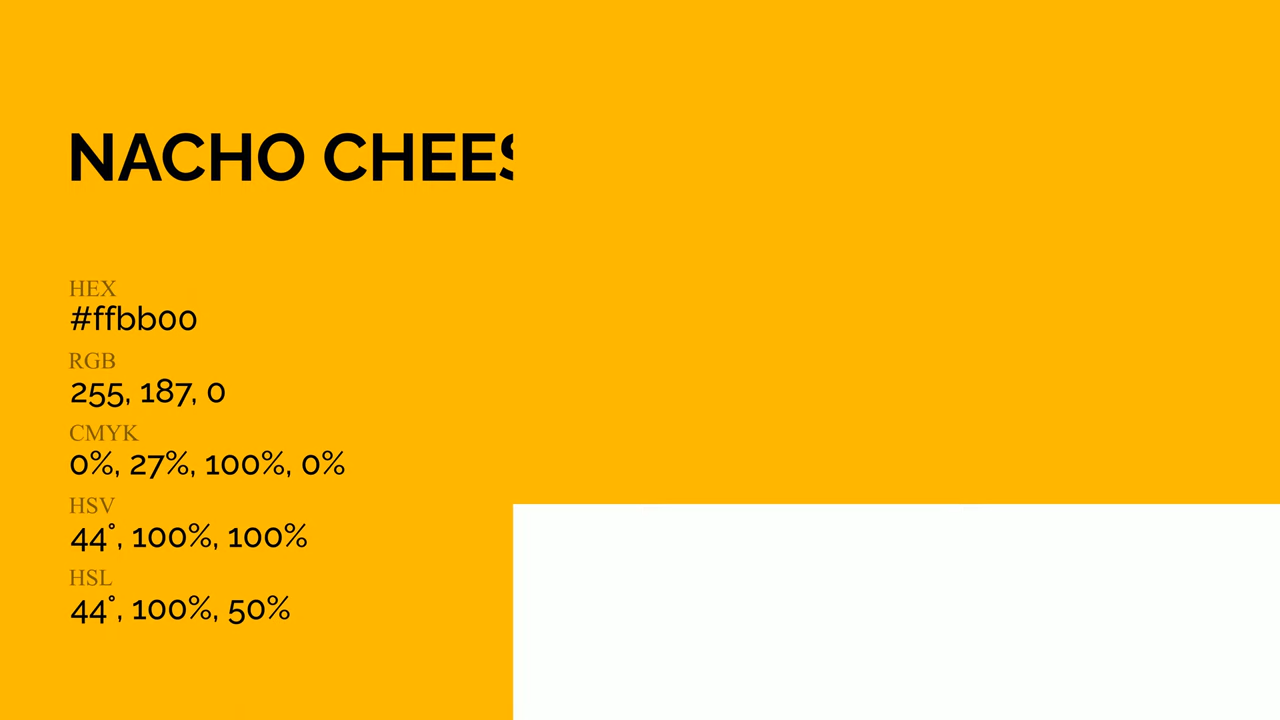 NACHO CHEES
HEX
#ffbb00
RGB
255, 187, 0
CMYK
0%, 27%, 100%, 0%
HSV
44°, 100%, 100%
HSL
44°, 100%, 50%